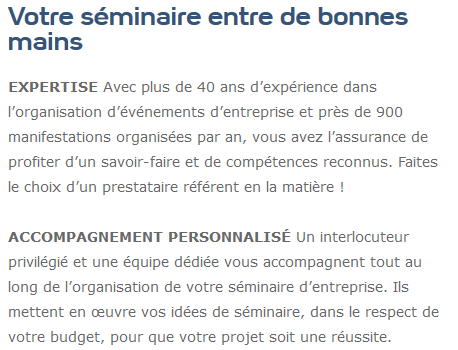 Votre séminaire entre de bonnes
mains
EXPERTISE Avec plus de 40 ans d’expérience dans
l’organisation d’événements d’entreprise et près de 900
manifestations organisées par an, vous avez l’assurance de
profiter d’un savoir-faire et de compétences reconnus. Faites
le choix d’un prestataire référent en la matière !
ACCOMPAGNEMENT PERSONNALISÉ Un interlocuteur
privilégié et une équipe dédiée vous accompagnent tout au
long de l’organisation de votre séminaire d’entreprise. Ils
mettent en œuvre vos idées de séminaire, dans le respect de
votre budget, pour que votre projet soit une réussite.